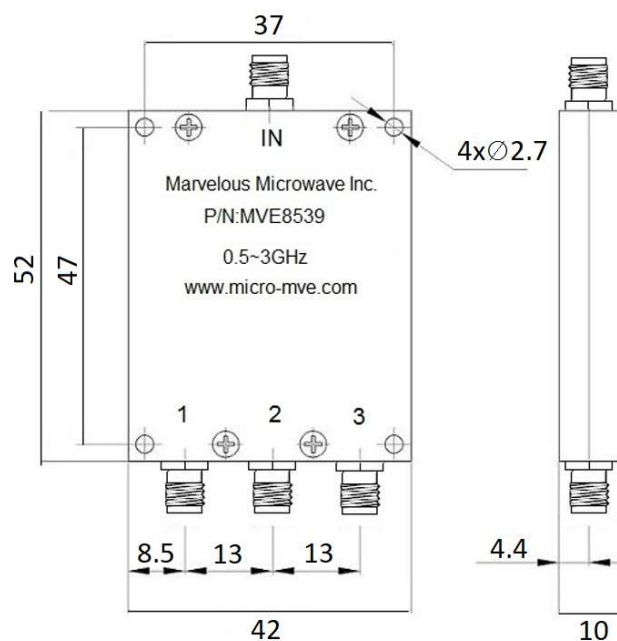 37
IN
4x∅2.7
Marvelous Microwave Inc.
P/N:MVE8539
0.5~3GHz
www.micro-mve.com
52
47
1 2 3
8.5 13 13
4.4
42
10